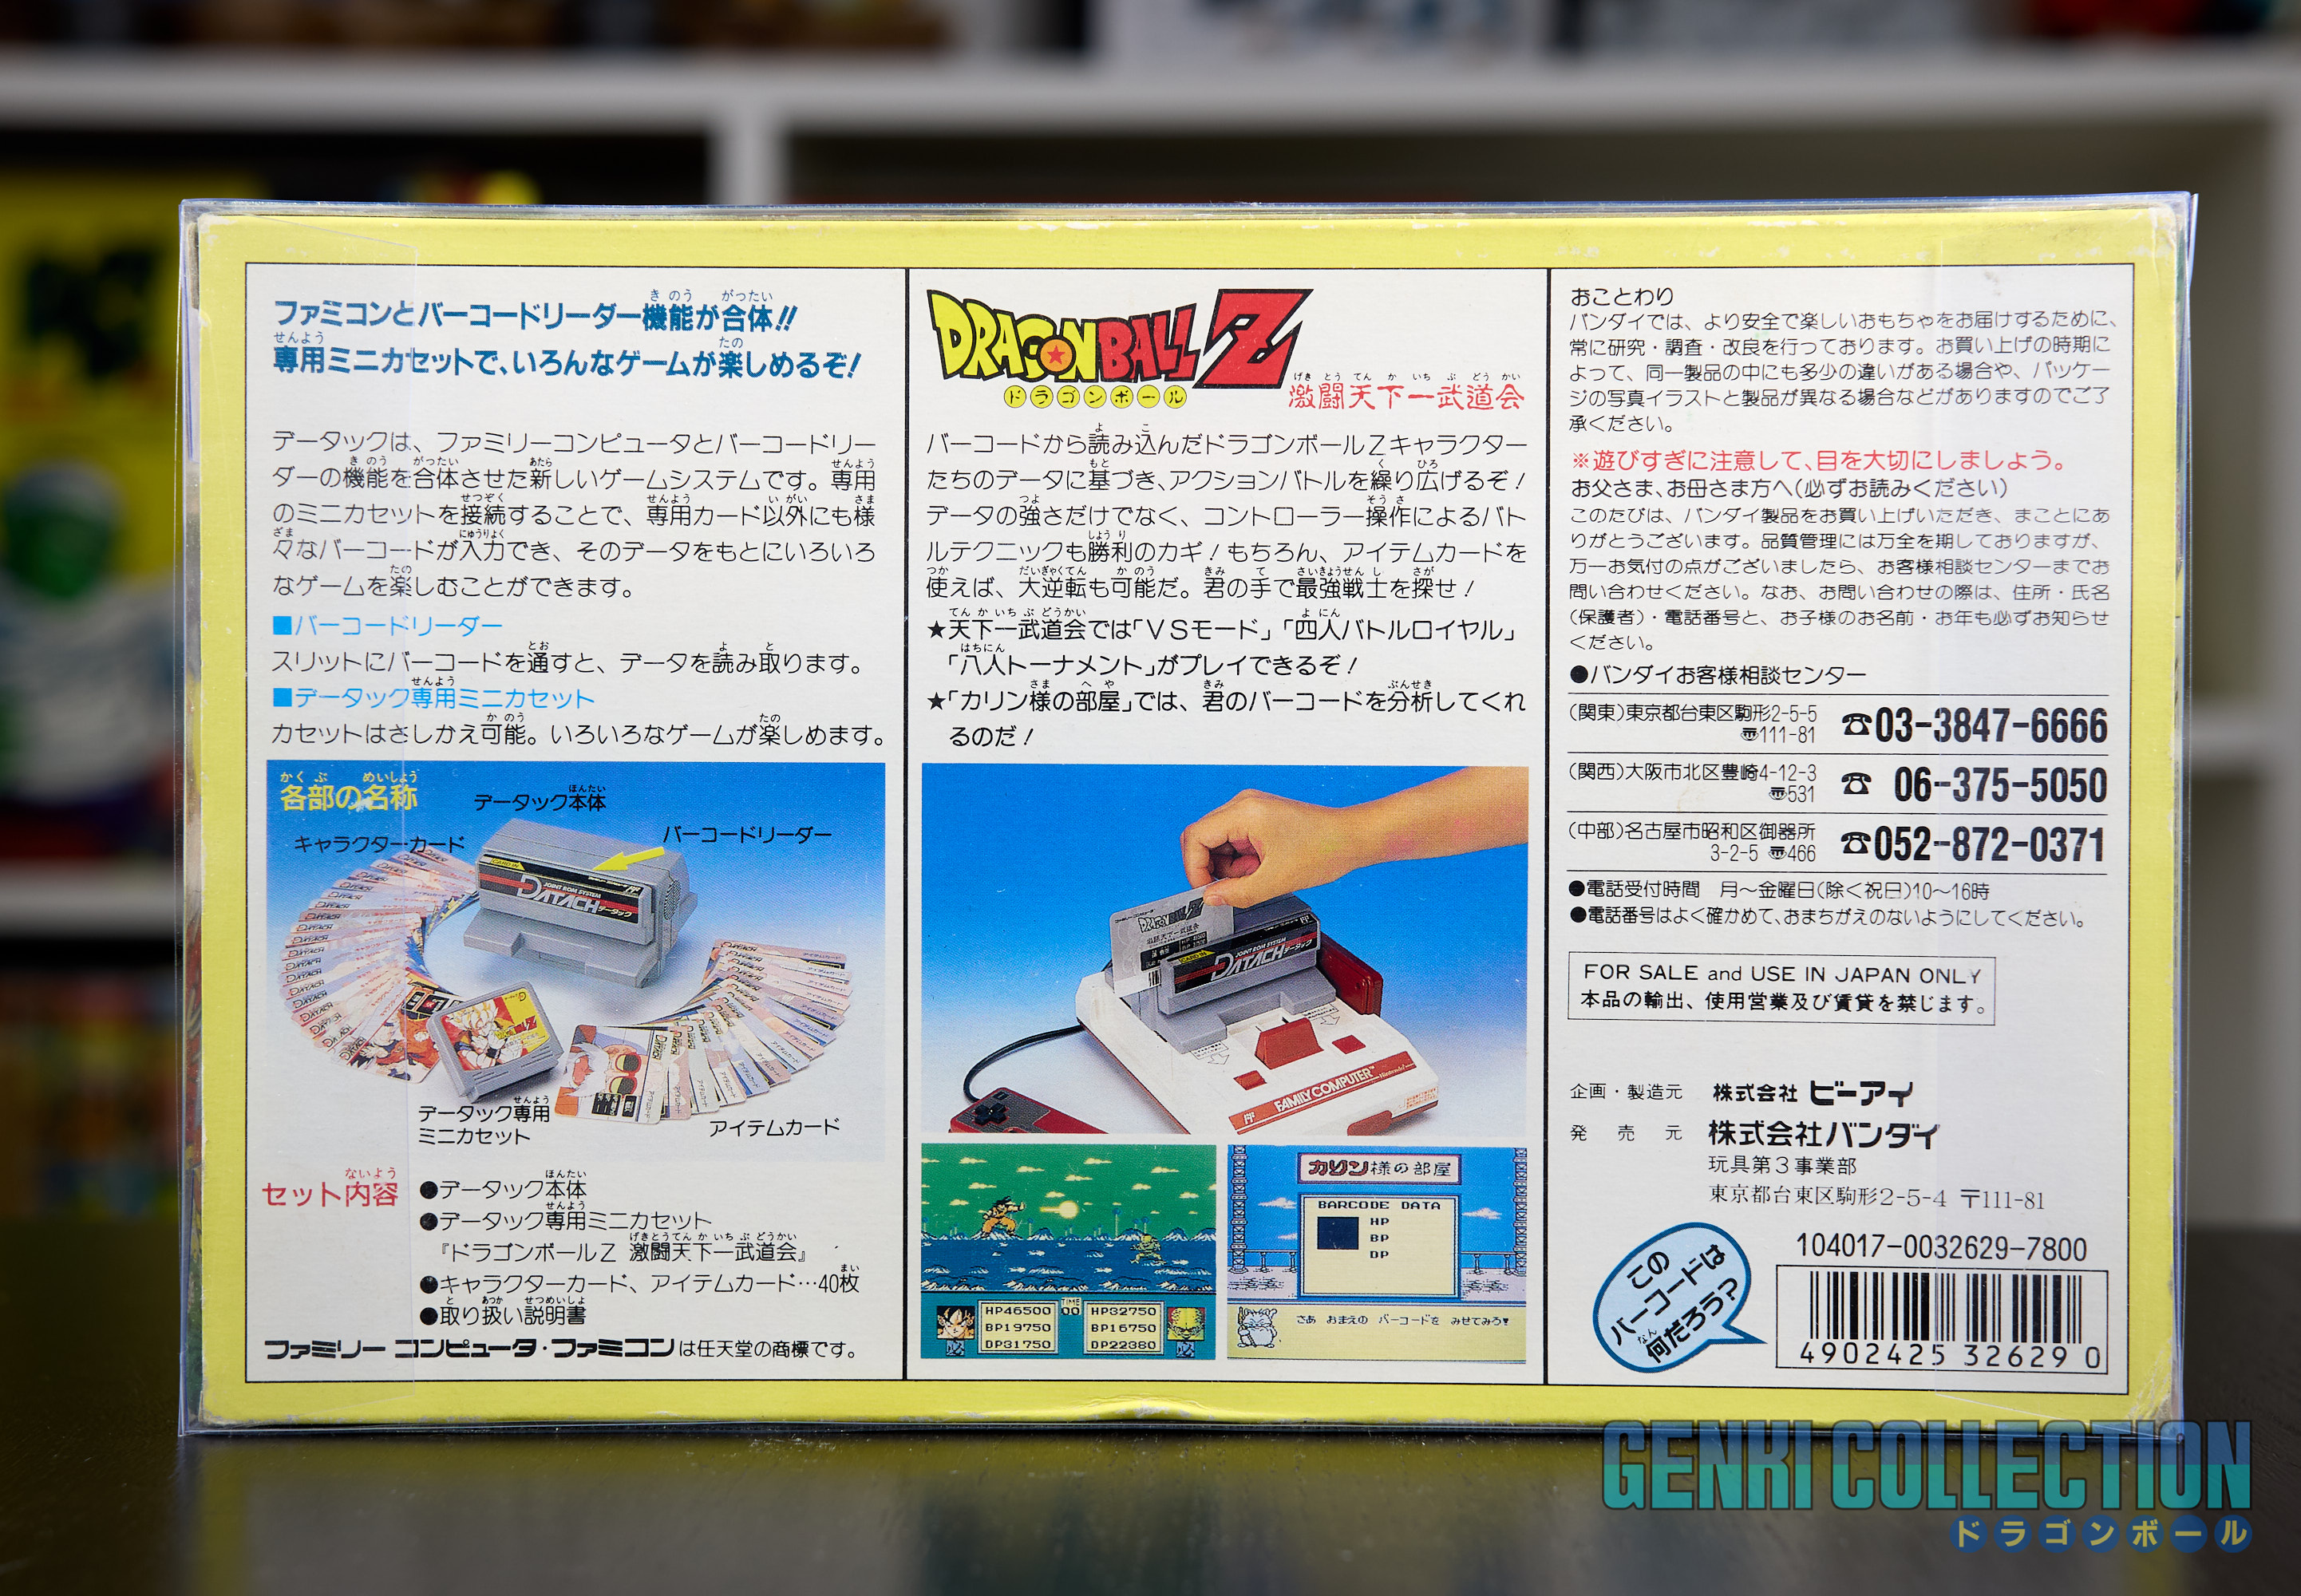 ファミコンとバーコードリーダー機能が合体!!
専用ミニカセットで、いろんなゲームが楽しめるぞ!
データックは、ファミリーコンピュータとバーコードリー
ダーの機能を合体させた新しいゲームシステムです。専用
のミニカセットを接続することで、専用カード以外にも様
々なバーコードが入力でき、そのデータをもとにいろいろ
なゲームを楽しむことができます。
■バーコードリーダー
スリットにバーコードを通すと、データを読み取ります。
■データック専用ミニカセット
カセットはさしかえ可能。いろいろなゲームが楽しめます。
各部の名称
データック本体
キャラクターカード
バーコードリーダー
JOINT ROM SYSTEM
DATACH データック
データック専用
ミニカセット
アイテムカード
セット内容
●データック本体
●データック専用ミニカセット
『ドラゴンボールZ 激闘天下一武道会』
●キャラクターカード、アイテムカード…40枚
●取り扱い説明書
ファミリーコンピュータ・ファミコンは任天堂の商標です。
DRAGON BALL Z
ドラゴンボール
激闘天下一武道会
バーコードから読み込んだドラゴンボールZキャラクター
たちのデータに基づき、アクションバトルを繰り広げるぞ!
データの強さだけでなく、コントローラー操作によるバト
ルテクニックも勝利のカギ!もちろん、アイテムカードを
使えば、大逆転も可能だ。君の手で最強戦士を探せ!
★天下一武道会では「VSモード」「四人バトルロイヤル」
「八人トーナメント」がプレイできるぞ!
★「カリン様の部屋」では、君のバーコードを分析してくれ
るのだ!
DRAGONBALL Z
激闘天下一武道会
JOINT ROM SYSTEM
DATACH データック
FAMILY COMPUTER™
Nintendo
HP46500
BP19750
DP31750
TIME
00
HP32750
BP16750
DP22380
カリン様の部屋
BARCODE DATA
HP
BP
DP
さあ おまえの バーコードを みせてみろ!
おことわり
バンダイでは、より安全で楽しいおもちゃをお届けするために、
常に研究・調査・改良を行っております。お買い上げの時期に
よって、同一製品の中にも多少の違いがある場合や、パッケー
ジの写真イラストと製品が異なる場合などがありますのでご了
承ください。
※遊びすぎに注意して、目を大切にしましょう。
お父さま、お母さま方へ(必ずお読みください)
このたびは、バンダイ製品をお買い上げいただき、まことにあ
りがとうございます。品質管理には万全を期しておりますが、
万一お気付の点がございましたら、お客様相談センターまでお
問い合わせください。なお、お問い合わせの際は、住所・氏名
(保護者)・電話番号と、お子様のお名前・お年も必ずお知らせ
ください。
●バンダイお客様相談センター
(関東)東京都台東区駒形2-5-5
〠111-81 ☎03-3847-6666
(関西)大阪市北区豊崎4-12-3
〠531 ☎ 06-375-5050
(中部)名古屋市昭和区御器所
3-2-5 〠466 ☎052-872-0371
●電話受付時間 月〜金曜日(除く祝日)10〜16時
●電話番号はよく確かめて、おまちがえのないようにしてください。
FOR SALE and USE IN JAPAN ONLY
本品の輸出、使用営業及び賃貸を禁じます。
企画・製造元 株式会社 ビーアイ
発売元 株式会社バンダイ
玩具第3事業部
東京都台東区駒形2-5-4 〒111-81
104017-0032629-7800
このバーコードは何だろう?
4902425 32629 0
GENKI COLLECTION
ドラゴンボール